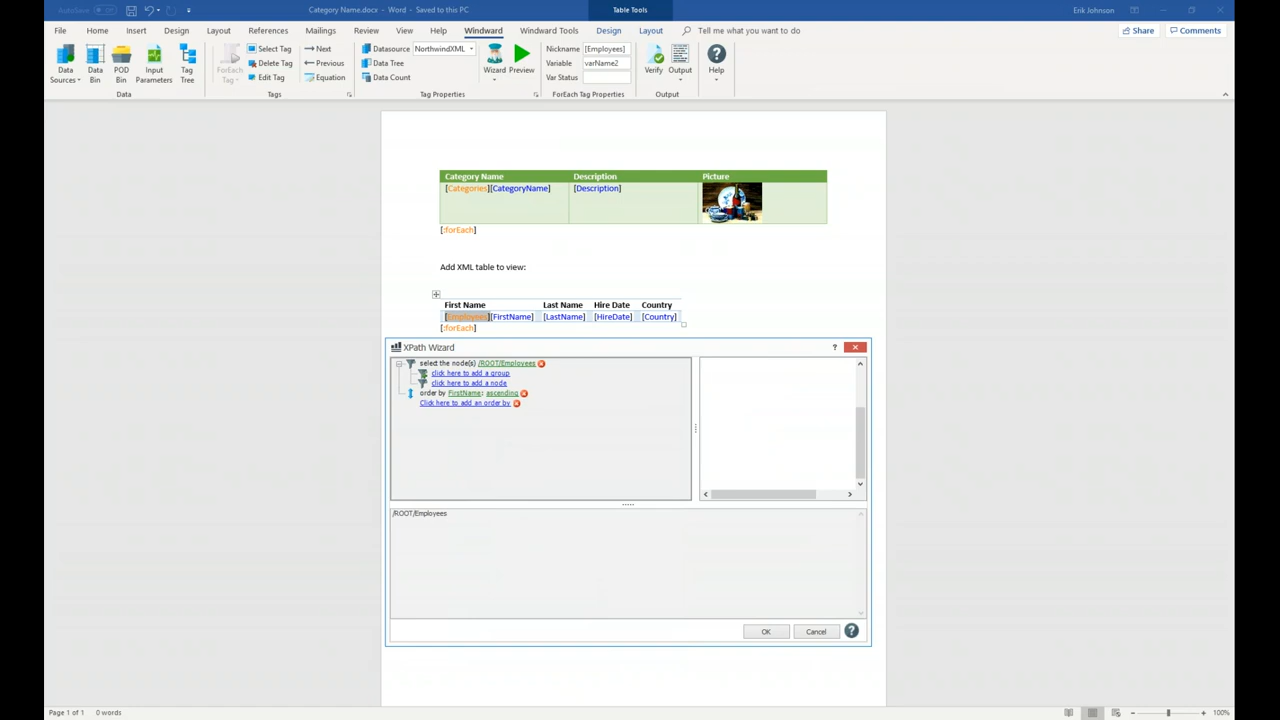 AutoSave Off
Category Name.docx - Word - Saved to this PC
Table Tools
Erik Johnson
File Home Insert Design Layout References Mailings Review View Help Windward Windward Tools Design Layout Tell me what you want to do
Share Comments
Data Sources
Data Bin
POD Bin
Input Parameters
Tag Tree
Data
ForEach Tag
Select Tag
Delete Tag
Edit Tag
Next
Previous
Equation
Tags
Datasource NorthwindXML
Data Tree
Data Count
Wizard
Preview
Tag Properties
Nickname [Employees]
Variable varName2
Var Status
ForEach Tag Properties
Verify
Output
Output
Help
Category Name Description Picture
[Categories][CategoryName] [Description]
[:forEach]
Add XML table to view:
First Name Last Name Hire Date Country
[Employees][FirstName] [LastName] [HireDate] [Country]
[:forEach]
XPath Wizard ?
select the node(s) /ROOT/Employees
click here to add a group
click here to add a node
order by FirstName: ascending
Click here to add an order by
/ROOT/Employees
OK Cancel ?
Page 1 of 1 0 words
100%